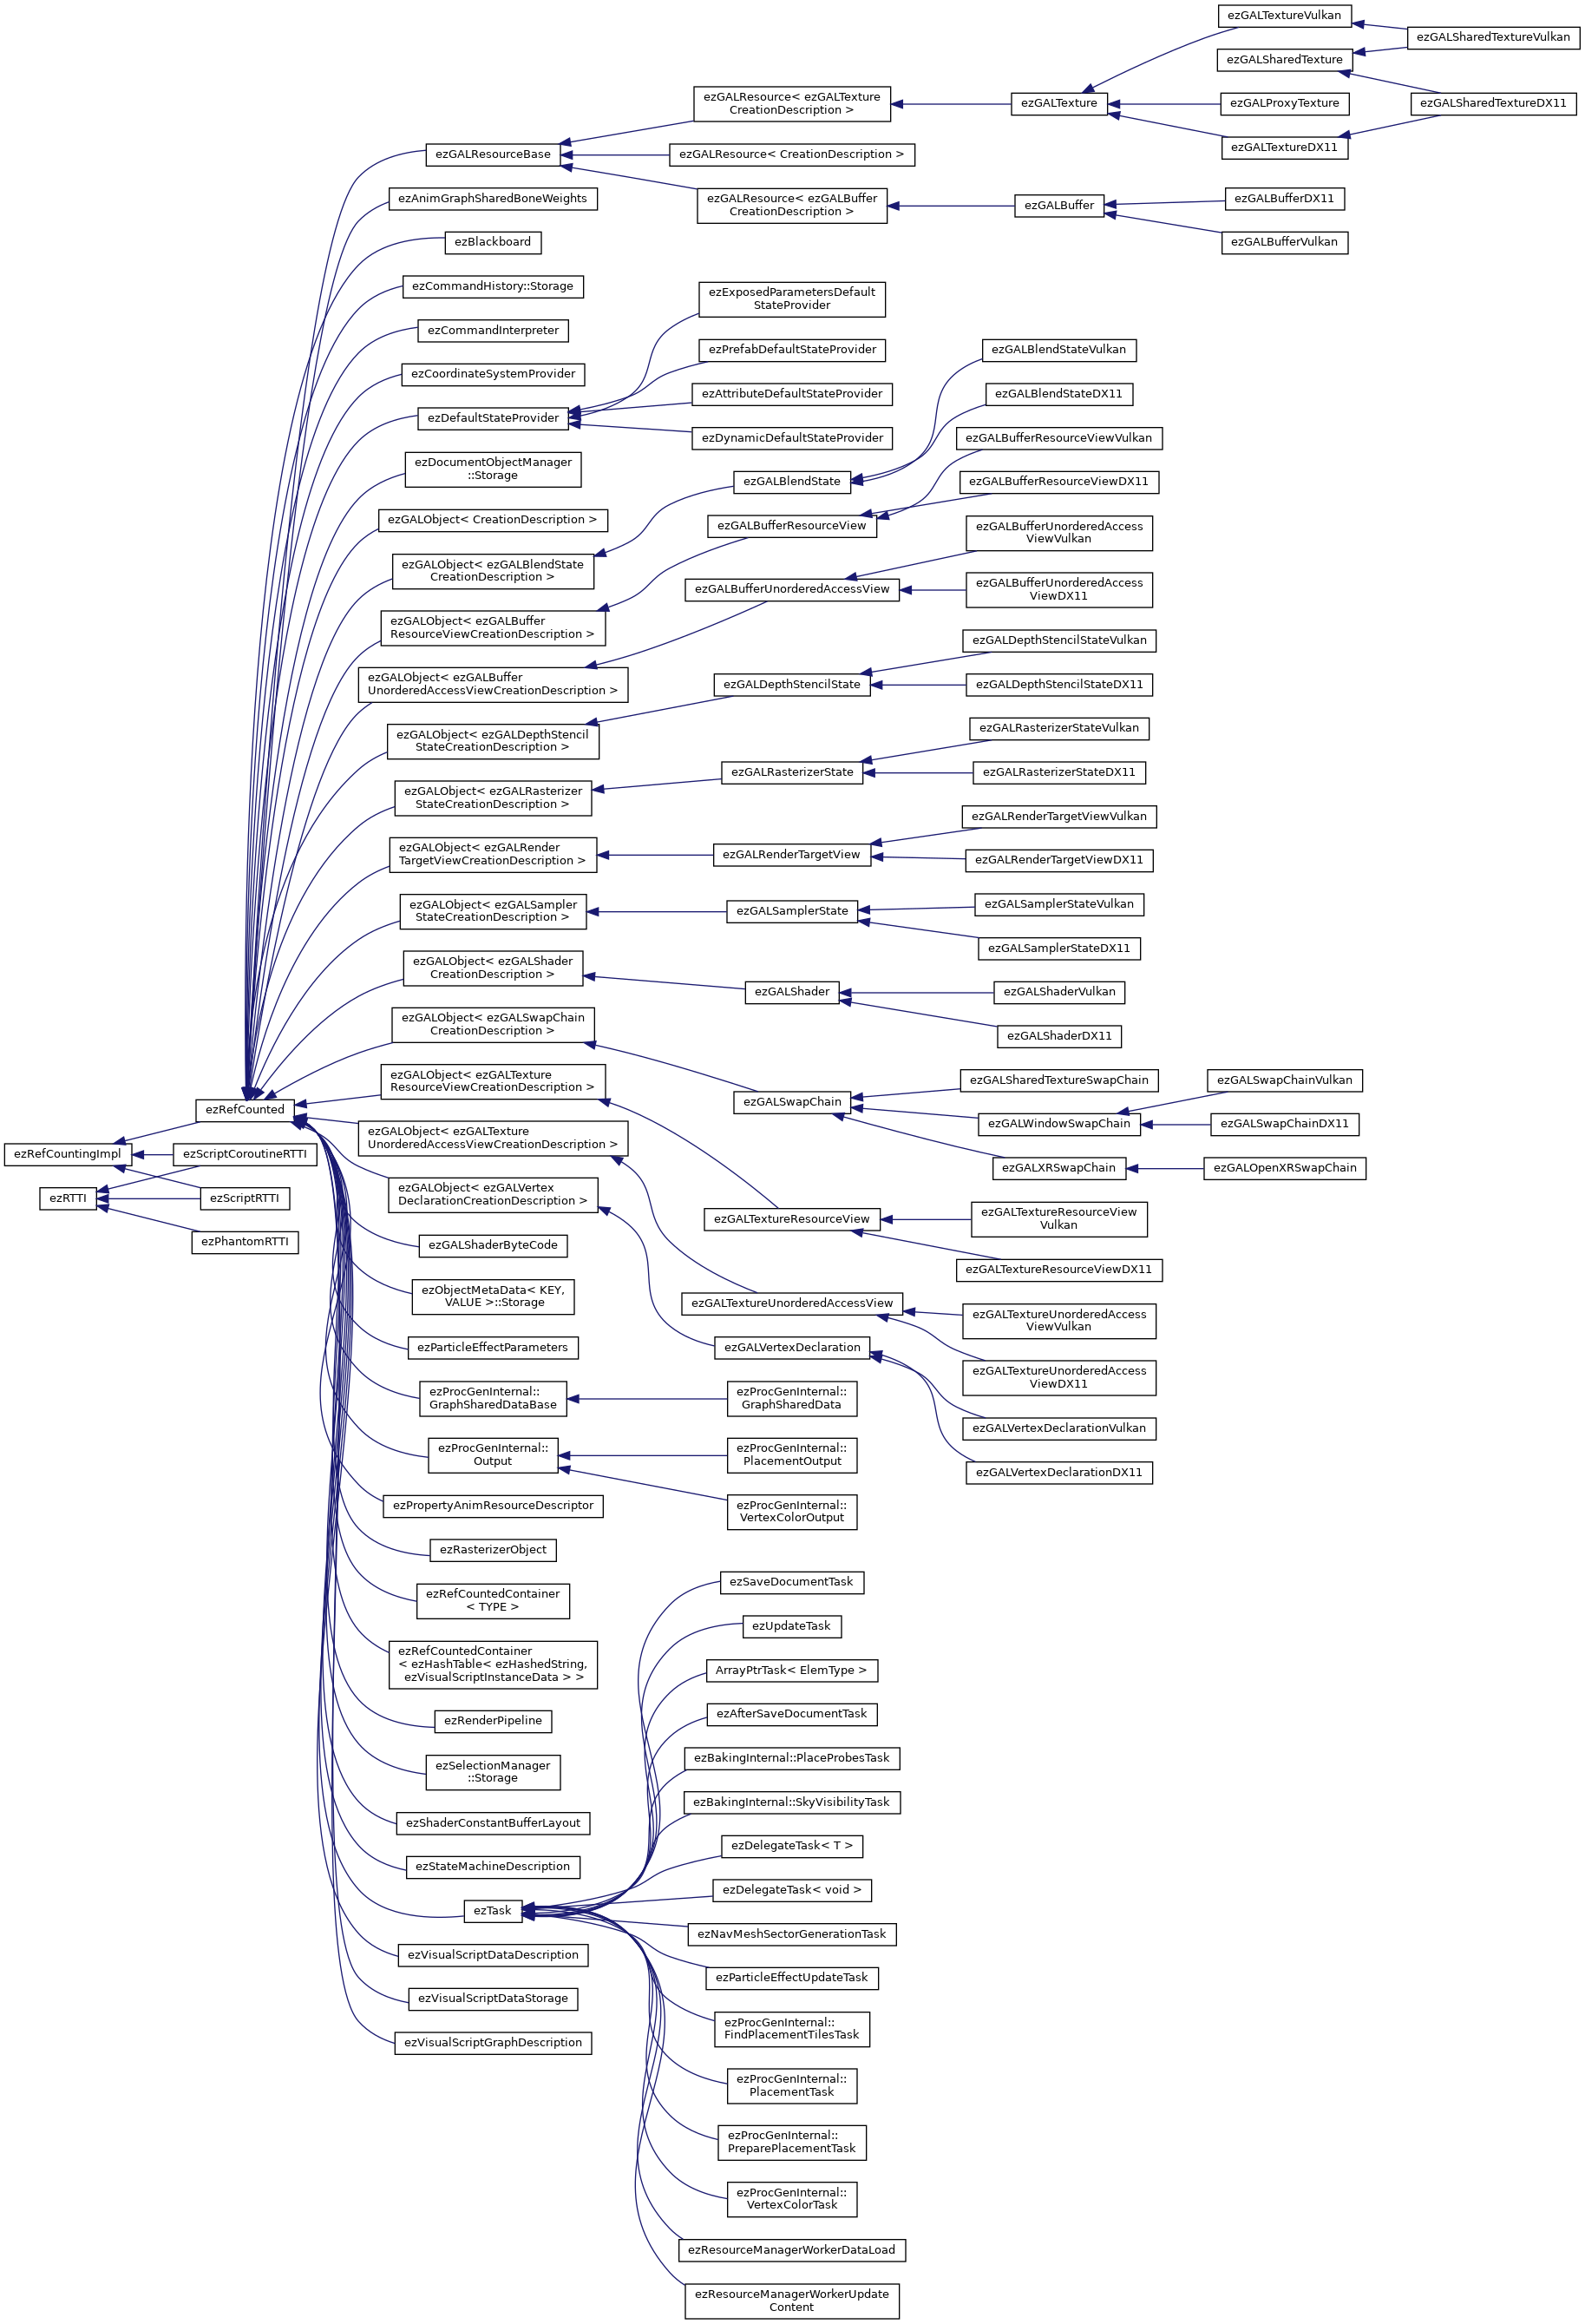 ezGALTextureVulkan
ezGALSharedTextureVulkan
ezGALSharedTexture
ezGALResource< ezGALTexture
CreationDescription >
ezGALTexture
ezGALProxyTexture
ezGALSharedTextureDX11
ezGALTextureDX11
ezGALResourceBase
ezGALResource< CreationDescription >
ezAnimGraphSharedBoneWeights
ezGALResource< ezGALBuffer
CreationDescription >
ezGALBuffer
ezGALBufferDX11
ezGALBufferVulkan
ezBlackboard
ezCommandHistory::Storage
ezExposedParametersDefault
StateProvider
ezCommandInterpreter
ezPrefabDefaultStateProvider
ezGALBlendStateVulkan
ezCoordinateSystemProvider
ezAttributeDefaultStateProvider
ezGALBlendStateDX11
ezDefaultStateProvider
ezDynamicDefaultStateProvider
ezGALBufferResourceViewVulkan
ezDocumentObjectManager
::Storage
ezGALBlendState
ezGALBufferResourceViewDX11
ezGALObject< CreationDescription >
ezGALBufferResourceView
ezGALBufferUnorderedAccess
ViewVulkan
ezGALObject< ezGALBlendState
CreationDescription >
ezGALBufferUnorderedAccessView
ezGALBufferUnorderedAccess
ViewDX11
ezGALObject< ezGALBuffer
ResourceViewCreationDescription >
ezGALDepthStencilStateVulkan
ezGALObject< ezGALBuffer
UnorderedAccessViewCreationDescription >
ezGALDepthStencilState
ezGALDepthStencilStateDX11
ezGALObject< ezGALDepthStencil
StateCreationDescription >
ezGALRasterizerStateVulkan
ezGALRasterizerState
ezGALRasterizerStateDX11
ezGALObject< ezGALRasterizer
StateCreationDescription >
ezGALRenderTargetViewVulkan
ezGALObject< ezGALRender
TargetViewCreationDescription >
ezGALRenderTargetView
ezGALRenderTargetViewDX11
ezGALObject< ezGALSampler
StateCreationDescription >
ezGALSamplerState
ezGALSamplerStateVulkan
ezGALSamplerStateDX11
ezGALObject< ezGALShader
CreationDescription >
ezGALShader
ezGALShaderVulkan
ezGALShaderDX11
ezGALObject< ezGALSwapChain
CreationDescription >
ezGALObject< ezGALTexture
ResourceViewCreationDescription >
ezGALSharedTextureSwapChain
ezGALSwapChainVulkan
ezRefCounted
ezGALSwapChain
ezGALWindowSwapChain
ezGALSwapChainDX11
ezGALObject< ezGALTexture
UnorderedAccessViewCreationDescription >
ezRefCountingImpl
ezScriptCoroutineRTTI
ezGALXRSwapChain
ezGALOpenXRSwapChain
ezRTTI
ezScriptRTTI
ezGALObject< ezGALVertex
DeclarationCreationDescription >
ezGALTextureResourceView
ezGALTextureResourceView
Vulkan
ezPhantomRTTI
ezGALShaderByteCode
ezGALTextureResourceViewDX11
ezObjectMetaData< KEY,
VALUE >::Storage
ezGALTextureUnorderedAccessView
ezGALTextureUnorderedAccess
ViewVulkan
ezParticleEffectParameters
ezGALVertexDeclaration
ezGALTextureUnorderedAccess
ViewDX11
ezProcGenInternal::
GraphSharedDataBase
ezProcGenInternal::
GraphSharedData
ezGALVertexDeclarationVulkan
ezProcGenInternal::
Output
ezProcGenInternal::
PlacementOutput
ezGALVertexDeclarationDX11
ezPropertyAnimResourceDescriptor
ezProcGenInternal::
VertexColorOutput
ezRasterizerObject
ezSaveDocumentTask
ezRefCountedContainer
< TYPE >
ezUpdateTask
ezRefCountedContainer
< ezHashTable< ezHashedString,
ezVisualScriptInstanceData > >
ArrayPtrTask< ElemType >
ezRenderPipeline
ezAfterSaveDocumentTask
ezSelectionManager
::Storage
ezBakingInternal::PlaceProbesTask
ezBakingInternal::SkyVisibilityTask
ezShaderConstantBufferLayout
ezDelegateTask< T >
ezStateMachineDescription
ezDelegateTask< void >
ezTask
ezNavMeshSectorGenerationTask
ezVisualScriptDataDescription
ezParticleEffectUpdateTask
ezVisualScriptDataStorage
ezProcGenInternal::
FindPlacementTilesTask
ezVisualScriptGraphDescription
ezProcGenInternal::
PlacementTask
ezProcGenInternal::
PreparePlacementTask
ezProcGenInternal::
VertexColorTask
ezResourceManagerWorkerDataLoad
ezResourceManagerWorkerUpdate
Content